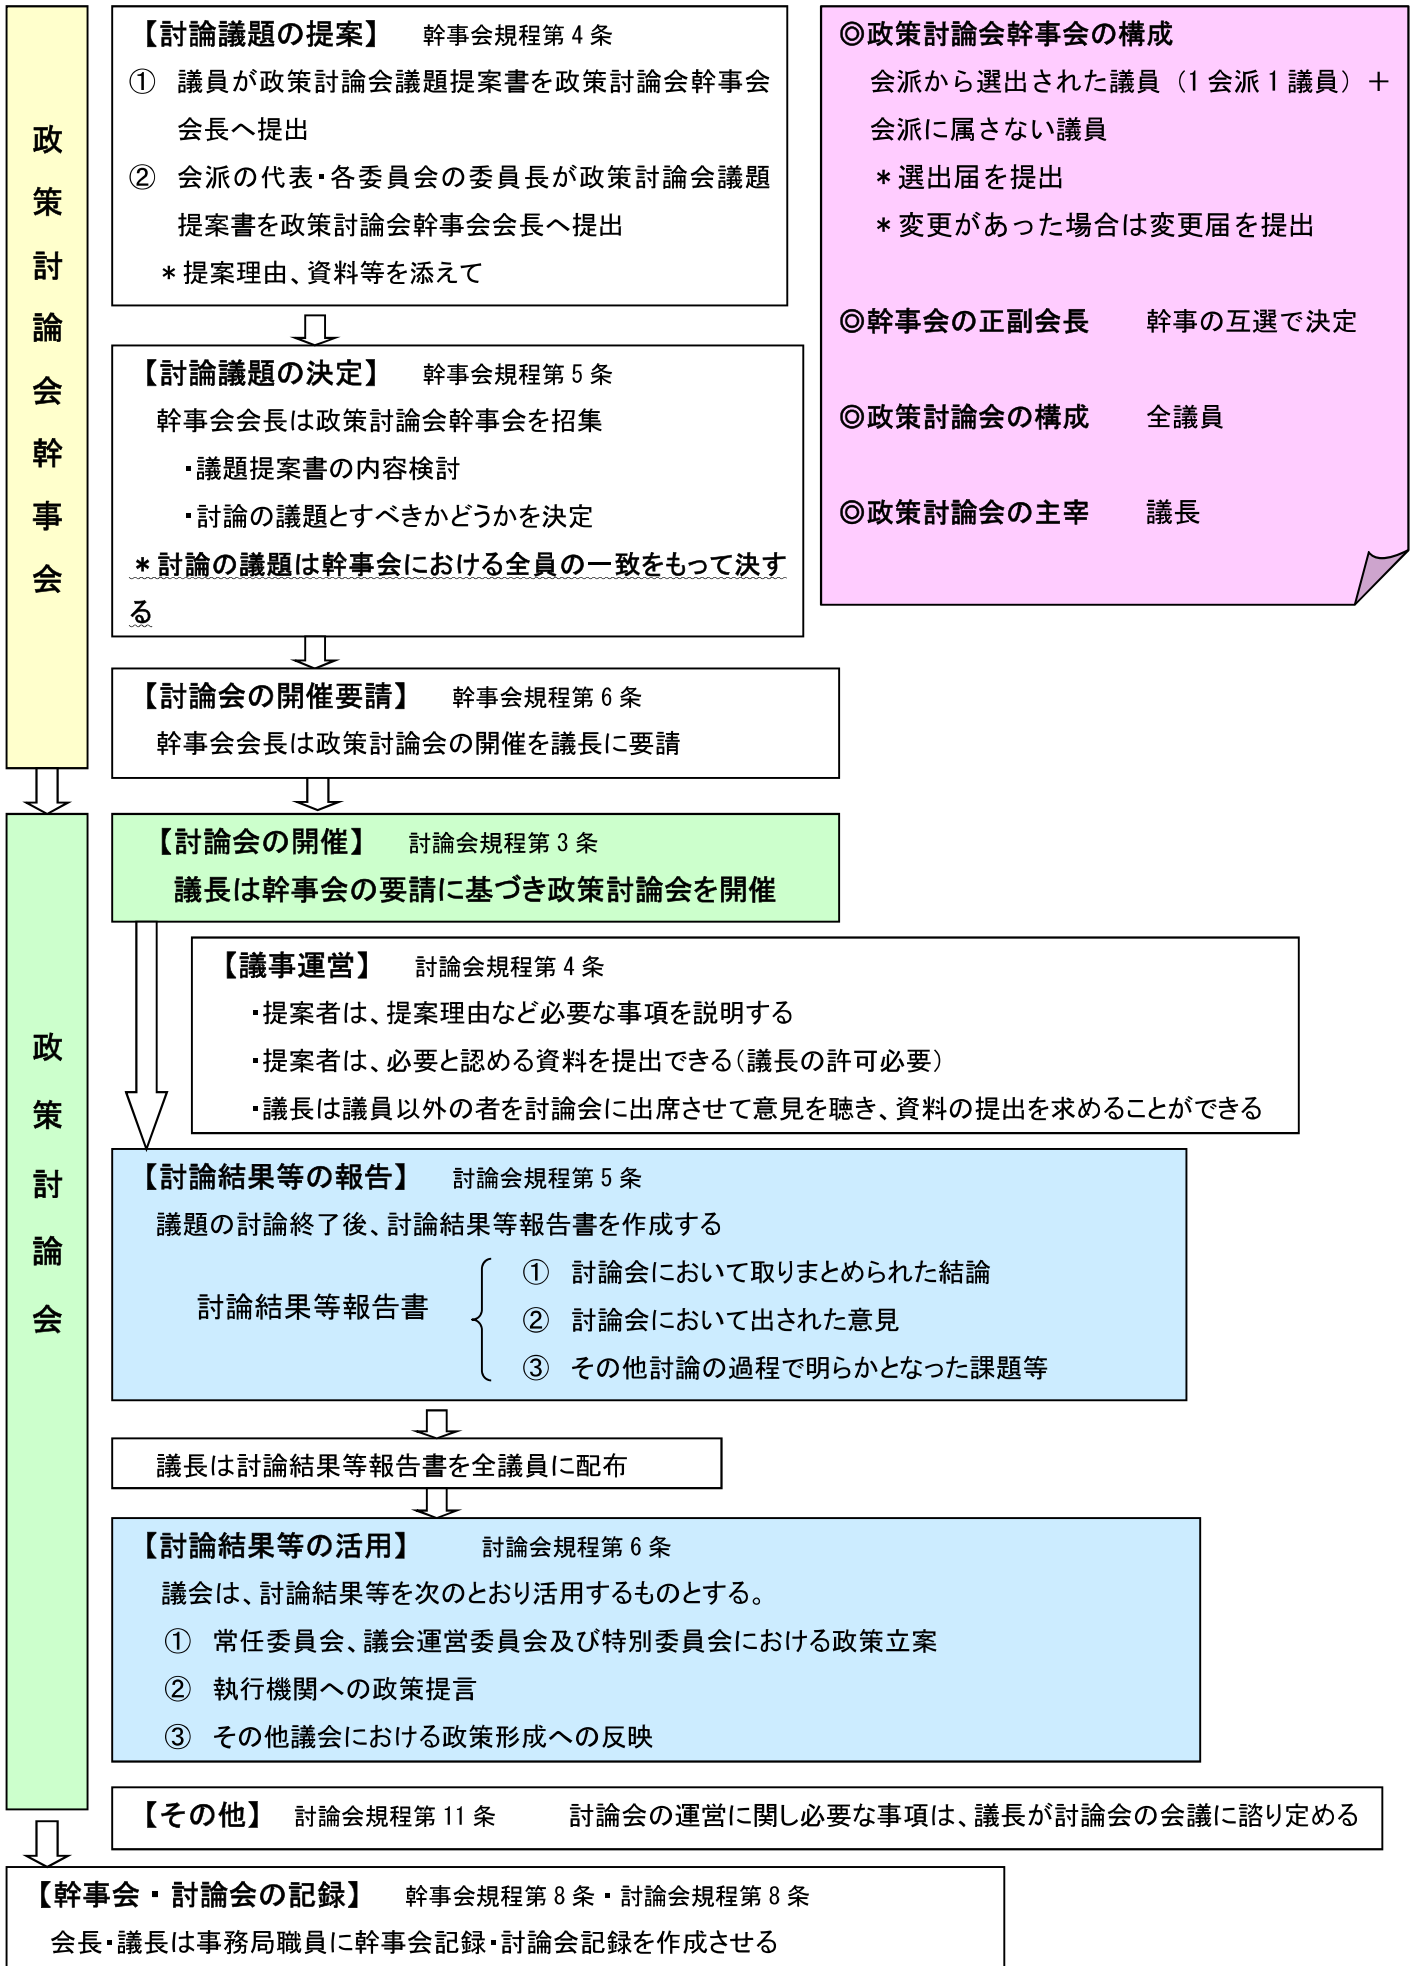 政策討論会幹事会
【討論議題の提案】 幹事会規程第4条
① 議員が政策討論会議題提案書を政策討論会幹事会
会長へ提出
② 会派の代表・各委員会の委員長が政策討論会議題
提案書を政策討論会幹事会会長へ提出
＊提案理由、資料等を添えて
◎政策討論会幹事会の構成
会派から選出された議員（1会派1議員）＋
会派に属さない議員
＊選出届を提出
＊変更があった場合は変更届を提出
◎幹事会の正副会長 幹事の互選で決定
◎政策討論会の構成 全議員
◎政策討論会の主宰 議長
【討論議題の決定】 幹事会規程第5条
幹事会会長は政策討論会幹事会を招集
・議題提案書の内容検討
・討論の議題とすべきかどうかを決定
＊討論の議題は幹事会における全員の一致をもって決す
る
【討論会の開催要請】 幹事会規程第6条
幹事会会長は政策討論会の開催を議長に要請
政策討論会
【討論会の開催】 討論会規程第3条
議長は幹事会の要請に基づき政策討論会を開催
【議事運営】 討論会規程第4条
・提案者は、提案理由など必要な事項を説明する
・提案者は、必要と認める資料を提出できる（議長の許可必要）
・議長は議員以外の者を討論会に出席させて意見を聴き、資料の提出を求めることができる
【討論結果等の報告】 討論会規程第5条
議題の討論終了後、討論結果等報告書を作成する
討論結果等報告書
① 討論会において取りまとめられた結論
② 討論会において出された意見
③ その他討論の過程で明らかとなった課題等
議長は討論結果等報告書を全議員に配布
【討論結果等の活用】 討論会規程第6条
議会は、討論結果等を次のとおり活用するものとする。
① 常任委員会、議会運営委員会及び特別委員会における政策立案
② 執行機関への政策提言
③ その他議会における政策形成への反映
【その他】 討論会規程第11条 討論会の運営に関し必要な事項は、議長が討論会の会議に諮り定める
【幹事会・討論会の記録】 幹事会規程第8条・討論会規程第8条
会長・議長は事務局職員に幹事会記録・討論会記録を作成させる